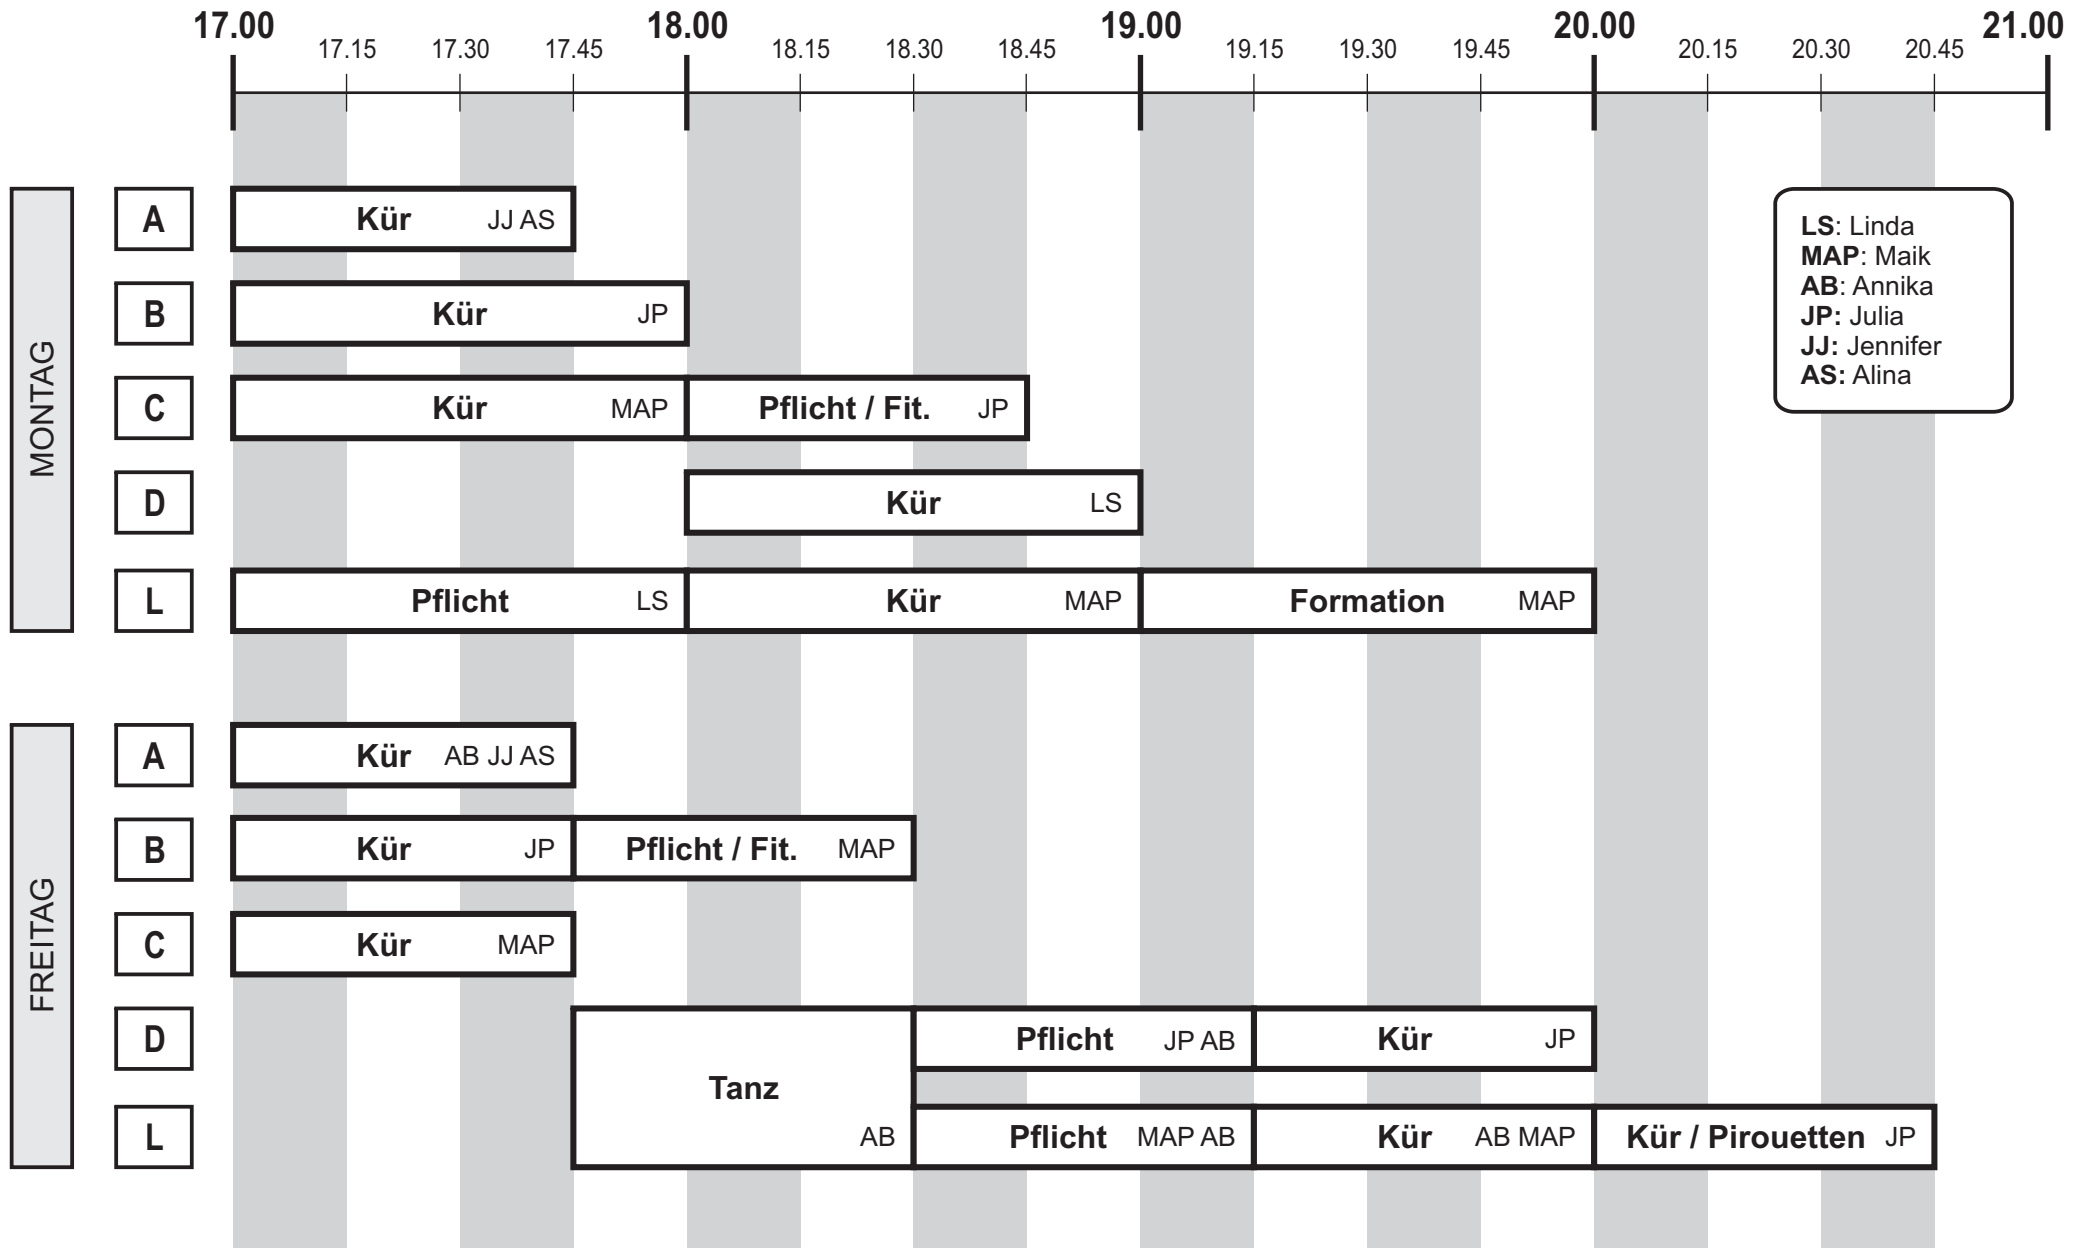 17.00 18.00 19.00 20.00 21.00
17.15 17.30 17.45 18.15 18.30 18.45 19.15 19.30 19.45 20.15 20.30 20.45
MONTAG
A Kür JJ AS
B Kür JP
C Kür MAP Pflicht / Fit. JP
D Kür LS
L Pflicht LS Kür MAP Formation MAP
LS: Linda
MAP: Maik
AB: Annika
JP: Julia
JJ: Jennifer
AS: Alina
FREITAG
A Kür AB JJ AS
B Kür JP Pflicht / Fit. MAP
C Kür MAP
D Pflicht JP AB Kür JP
Tanz
L AB Pflicht MAP AB Kür AB MAP Kür / Pirouetten JP